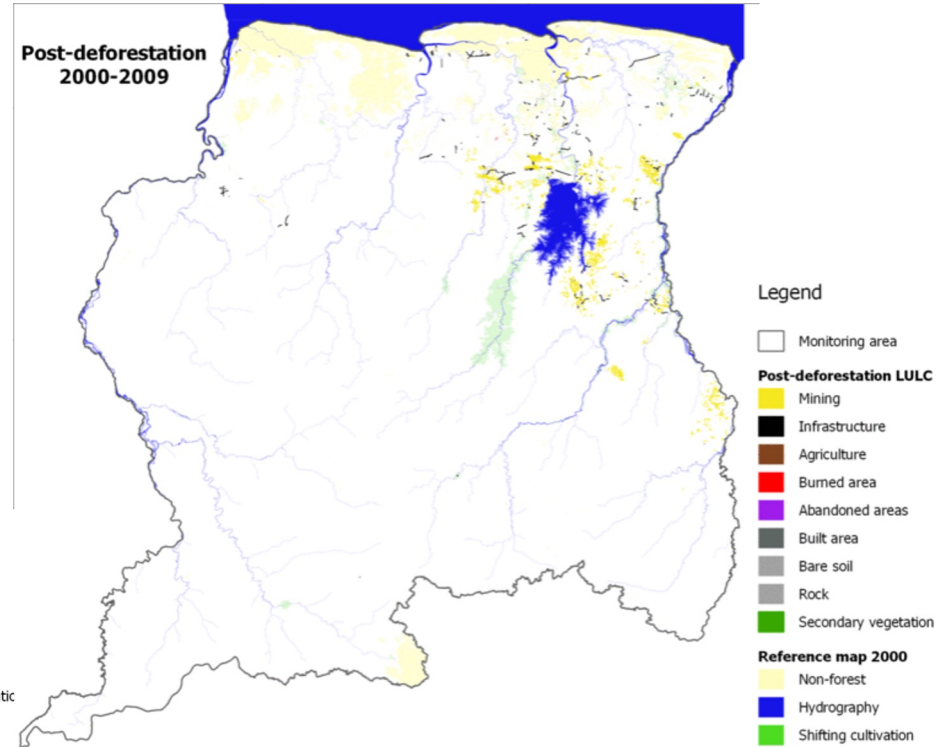 Post-deforestation
2000-2009
Legend
Monitoring area
Post-deforestation LULC
Mining
Infrastructure
Agriculture
Burned area
Abandoned areas
Built area
Bare soil
Rock
Secondary vegetation
Reference map 2000
Non-forest
Hydrography
Shifting cultivation